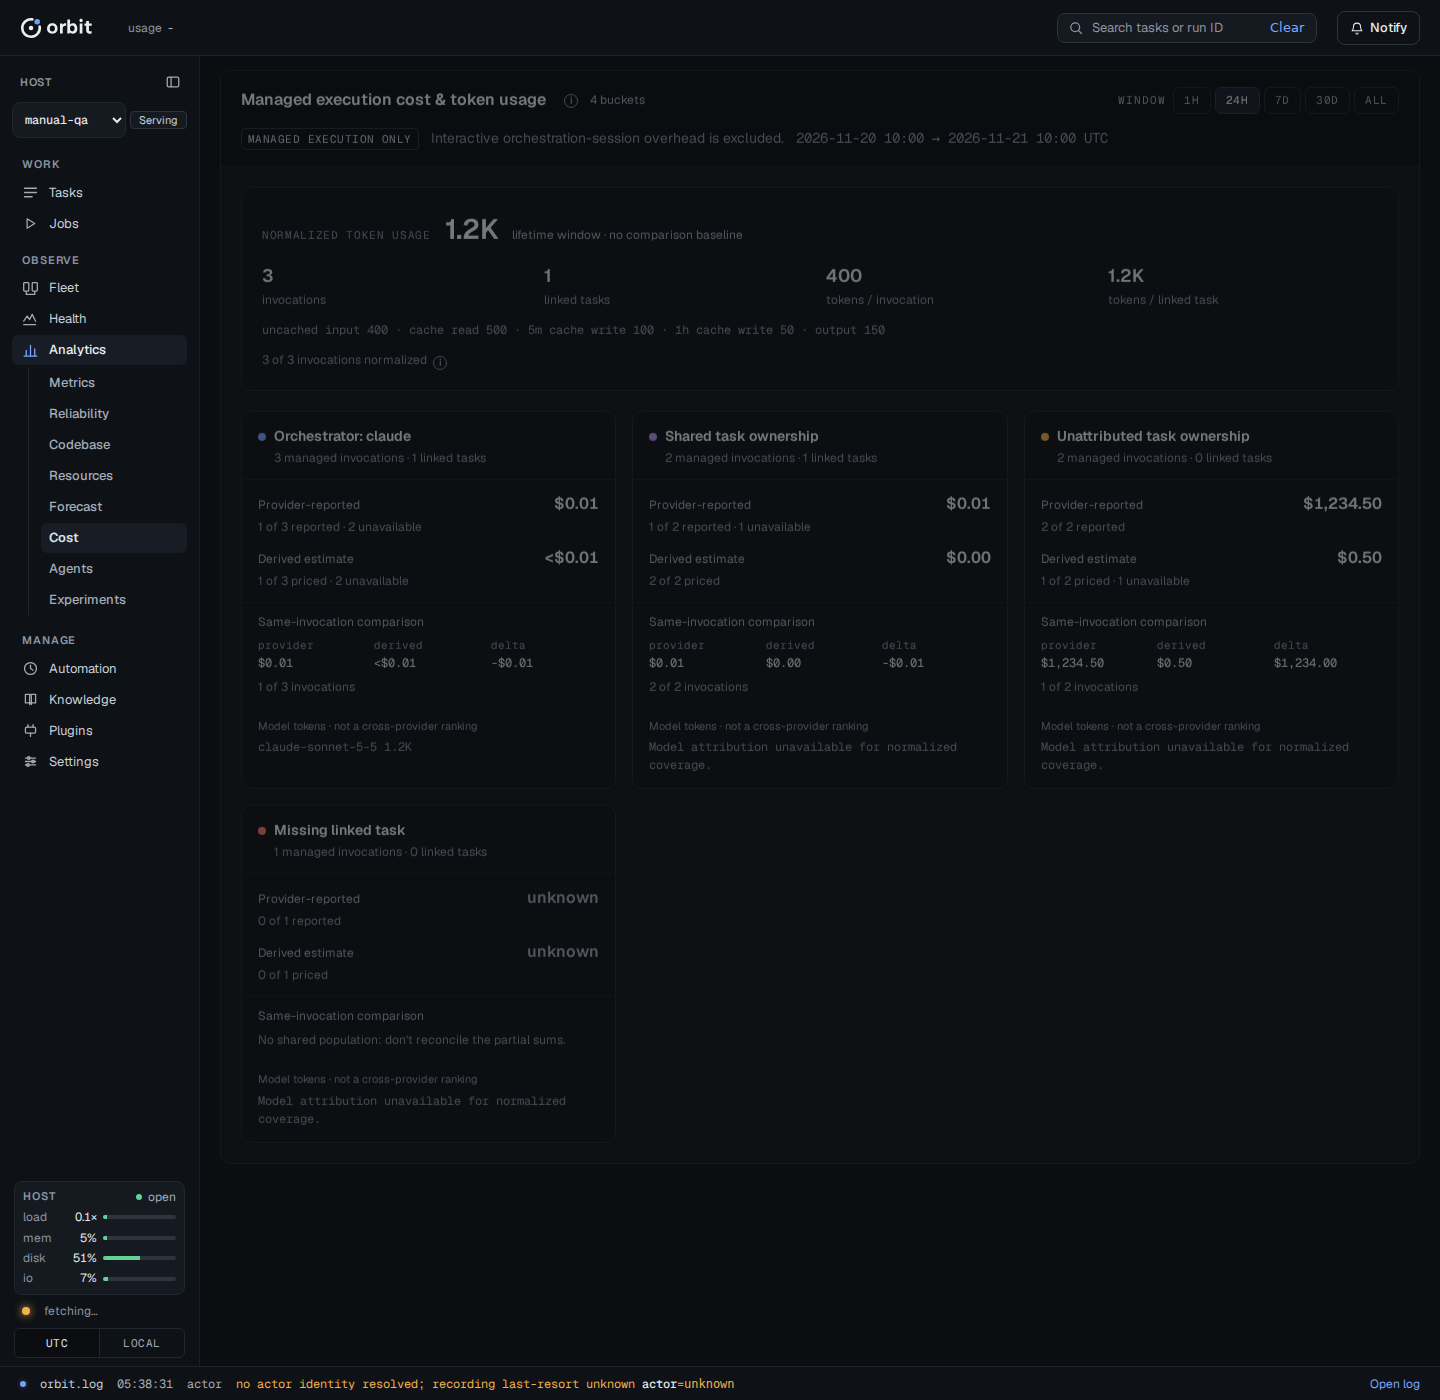 orbit
usage -
Search tasks or run ID
Clear
Notify
HOST
manual-qa
Serving
WORK
Tasks
Jobs
OBSERVE
Fleet
Health
Analytics
Metrics
Reliability
Codebase
Resources
Forecast
Cost
Agents
Experiments
MANAGE
Automation
Knowledge
Plugins
Settings
HOST open
load 0.1×
mem 5%
disk 51%
io 7%
fetching…
UTC LOCAL
Managed execution cost & token usage 4 buckets
WINDOW 1H 24H 7D 30D ALL
MANAGED EXECUTION ONLY Interactive orchestration-session overhead is excluded. 2026-11-20 10:00 → 2026-11-21 10:00 UTC
NORMALIZED TOKEN USAGE 1.2K lifetime window · no comparison baseline
3 1 400 1.2K
invocations linked tasks tokens / invocation tokens / linked task
uncached input 400 · cache read 500 · 5m cache write 100 · 1h cache write 50 · output 150
3 of 3 invocations normalized
Orchestrator: claude
3 managed invocations · 1 linked tasks
Provider-reported $0.01
1 of 3 reported · 2 unavailable
Derived estimate <$0.01
1 of 3 priced · 2 unavailable
Same-invocation comparison
provider derived delta
$0.01 <$0.01 -$0.01
1 of 3 invocations
Model tokens · not a cross-provider ranking
claude-sonnet-5-5 1.2K
Shared task ownership
2 managed invocations · 1 linked tasks
Provider-reported $0.01
1 of 2 reported · 1 unavailable
Derived estimate $0.00
2 of 2 priced
Same-invocation comparison
provider derived delta
$0.01 $0.00 -$0.01
2 of 2 invocations
Model tokens · not a cross-provider ranking
Model attribution unavailable for normalized
coverage.
Unattributed task ownership
2 managed invocations · 0 linked tasks
Provider-reported $1,234.50
2 of 2 reported
Derived estimate $0.50
1 of 2 priced · 1 unavailable
Same-invocation comparison
provider derived delta
$1,234.50 $0.50 $1,234.00
1 of 2 invocations
Model tokens · not a cross-provider ranking
Model attribution unavailable for normalized
coverage.
Missing linked task
1 managed invocations · 0 linked tasks
Provider-reported unknown
0 of 1 reported
Derived estimate unknown
0 of 1 priced
Same-invocation comparison
No shared population: don't reconcile the partial sums.
Model tokens · not a cross-provider ranking
Model attribution unavailable for normalized
coverage.
orbit.log 05:38:31 actor no actor identity resolved; recording last-resort unknown actor=unknown
Open log